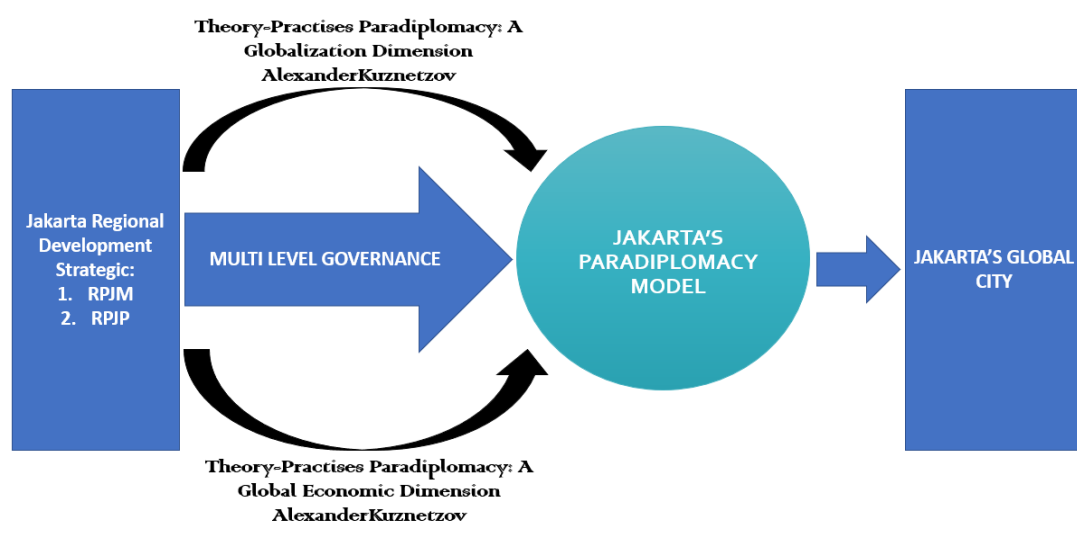 Theory-Practises Paradiplomacy: A
Globalization Dimension
AlexanderKuznetzov
Jakarta Regional
Development
Strategic:
1. RPJM
2. RPJP
MULTI LEVEL GOVERNANCE
JAKARTA'S
PARADIPLOMACY
MODEL
JAKARTA'S GLOBAL
CITY
Theory-Practises Paradiplomacy: A
Global Economic Dimension
AlexanderKuznetzov